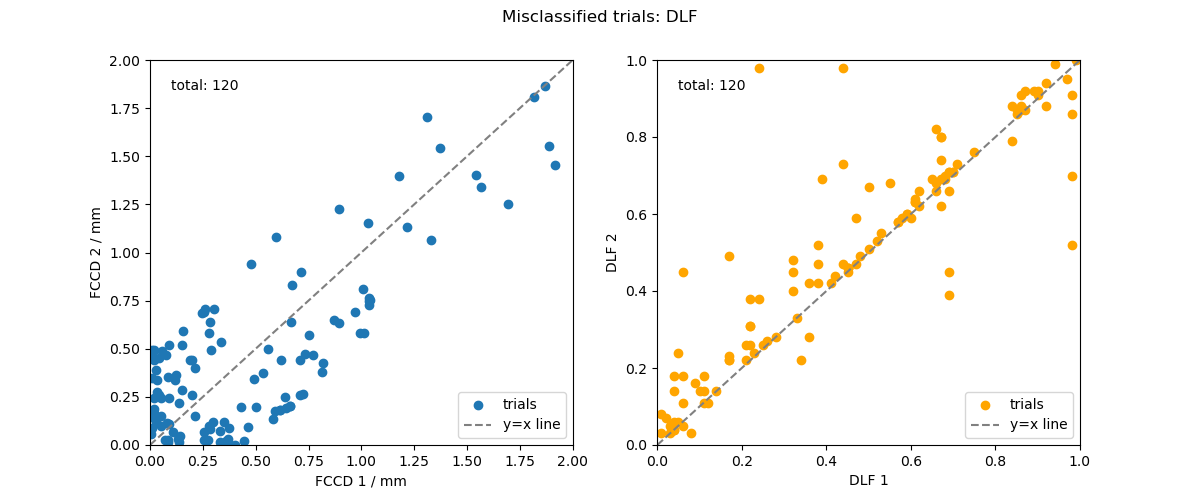 Misclassified trials: DLF
2.00
1.75
1.50
1.25
1.00
0.75
0.50
0.25
0.00
FCCD 2 / mm
total: 120
trials
y=x line
0.00 0.25 0.50 0.75 1.00 1.25 1.50 1.75 2.00
FCCD 1 / mm
1.0
0.8
0.6
0.4
0.2
0.0
DLF 2
total: 120
trials
y=x line
0.0 0.2 0.4 0.6 0.8 1.0
DLF 1